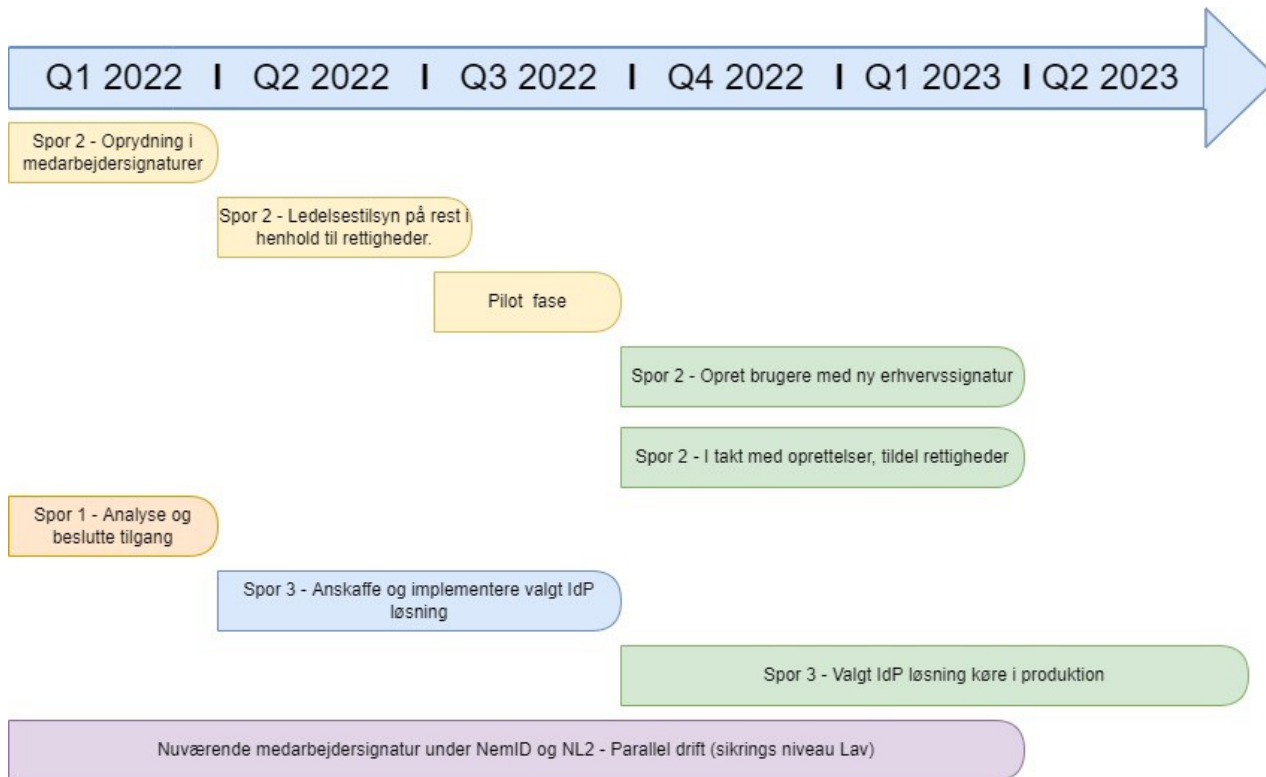 Q1 2022 I Q2 2022 I Q3 2022 I Q4 2022 I Q1 2023 I Q2 2023
Spor 2 - Oprydning i
medarbejdersignaturer
Spor 2 - Ledelsestilsyn på rest i
henhold til rettigheder.
Pilot fase
Spor 2 - Opret brugere med ny erhvervssignatur
Spor 2 - I takt med oprettelser, tildel rettigheder
Spor 1 - Analyse og
beslutte tilgang
Spor 3 - Anskaffe og implementere valgt IdP
løsning
Spor 3 - Valgt IdP løsning køre i produktion
Nuværende medarbejdersignatur under NemID og NL2 - Parallel drift (sikrings niveau Lav)